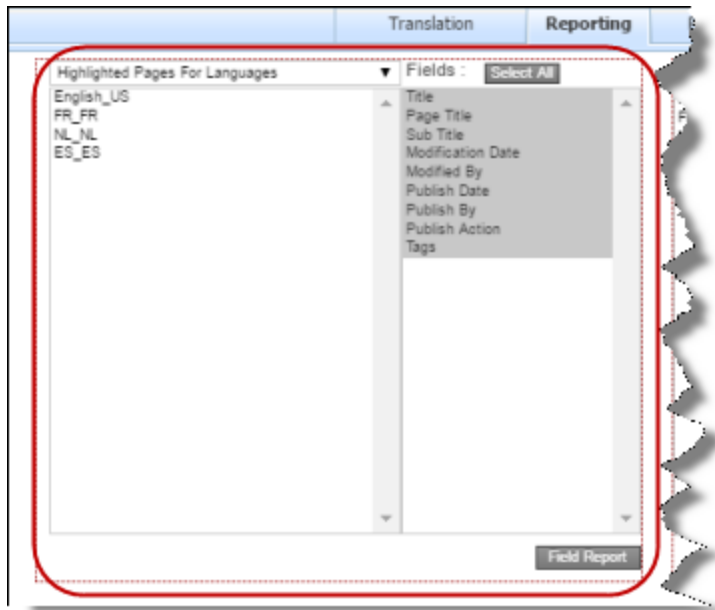 Translation
Reporting
Highlighted Pages For Languages
Fields :
Select All
English_US
FR_FR
NL_NL
ES_ES
Title
Page Title
Sub Title
Modification Date
Modified By
Publish Date
Publish By
Publish Action
Tags
Field Report